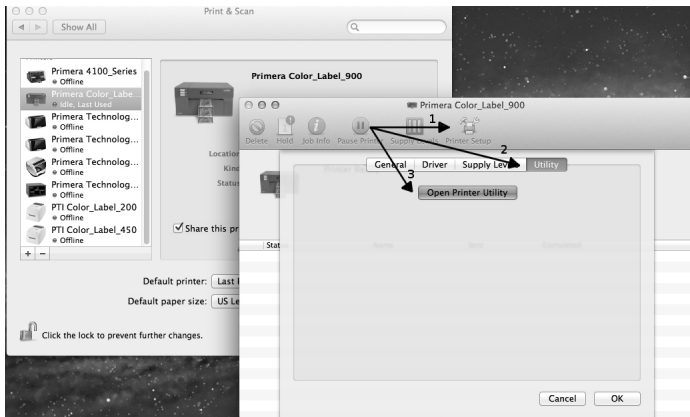 Print & Scan
Show All
Primera 4100_Series
Offline
Primera Color_Labe...
Idle, Last Used
Primera Technolog...
Offline
Primera Technolog...
Offline
Primera Technolog...
Offline
Primera Technolog...
Offline
PTI Color_Label_200
Offline
PTI Color_Label_450
Offline
+ −
Primera Color_Label_900
Location
Kind
Status
Share this pr
Default printer: Last
Default paper size: US Le
Click the lock to prevent further changes.
Primera Color_Label_900
Delete Hold Job Info Pause Printer Supply Levels Printer Setup
1
2
3
General Driver Supply Levels Utility
Open Printer Utility
Status Name Sent Completed
Cancel OK